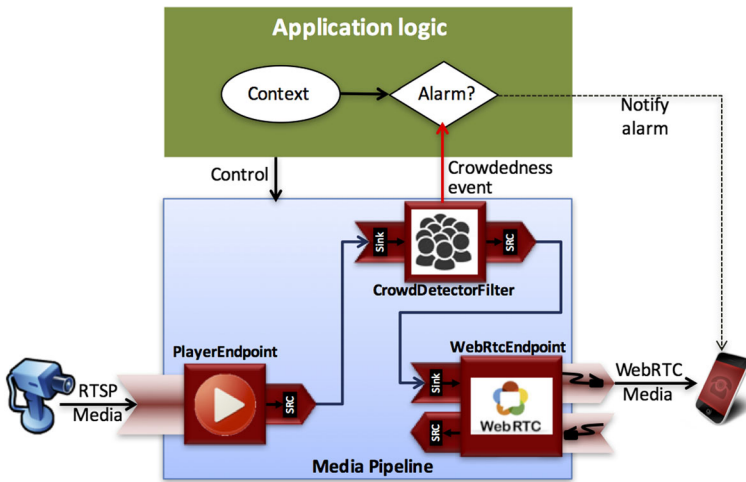 Application logic
Context
Alarm?
Notify
alarm
Control
Crowdedness
event
Sink
SRC
CrowdDetectorFilter
PlayerEndpoint
WebRtcEndpoint
RTSP
Media
SRC
Sink
WebRTC
WebRTC
Media
SRC
Media Pipeline